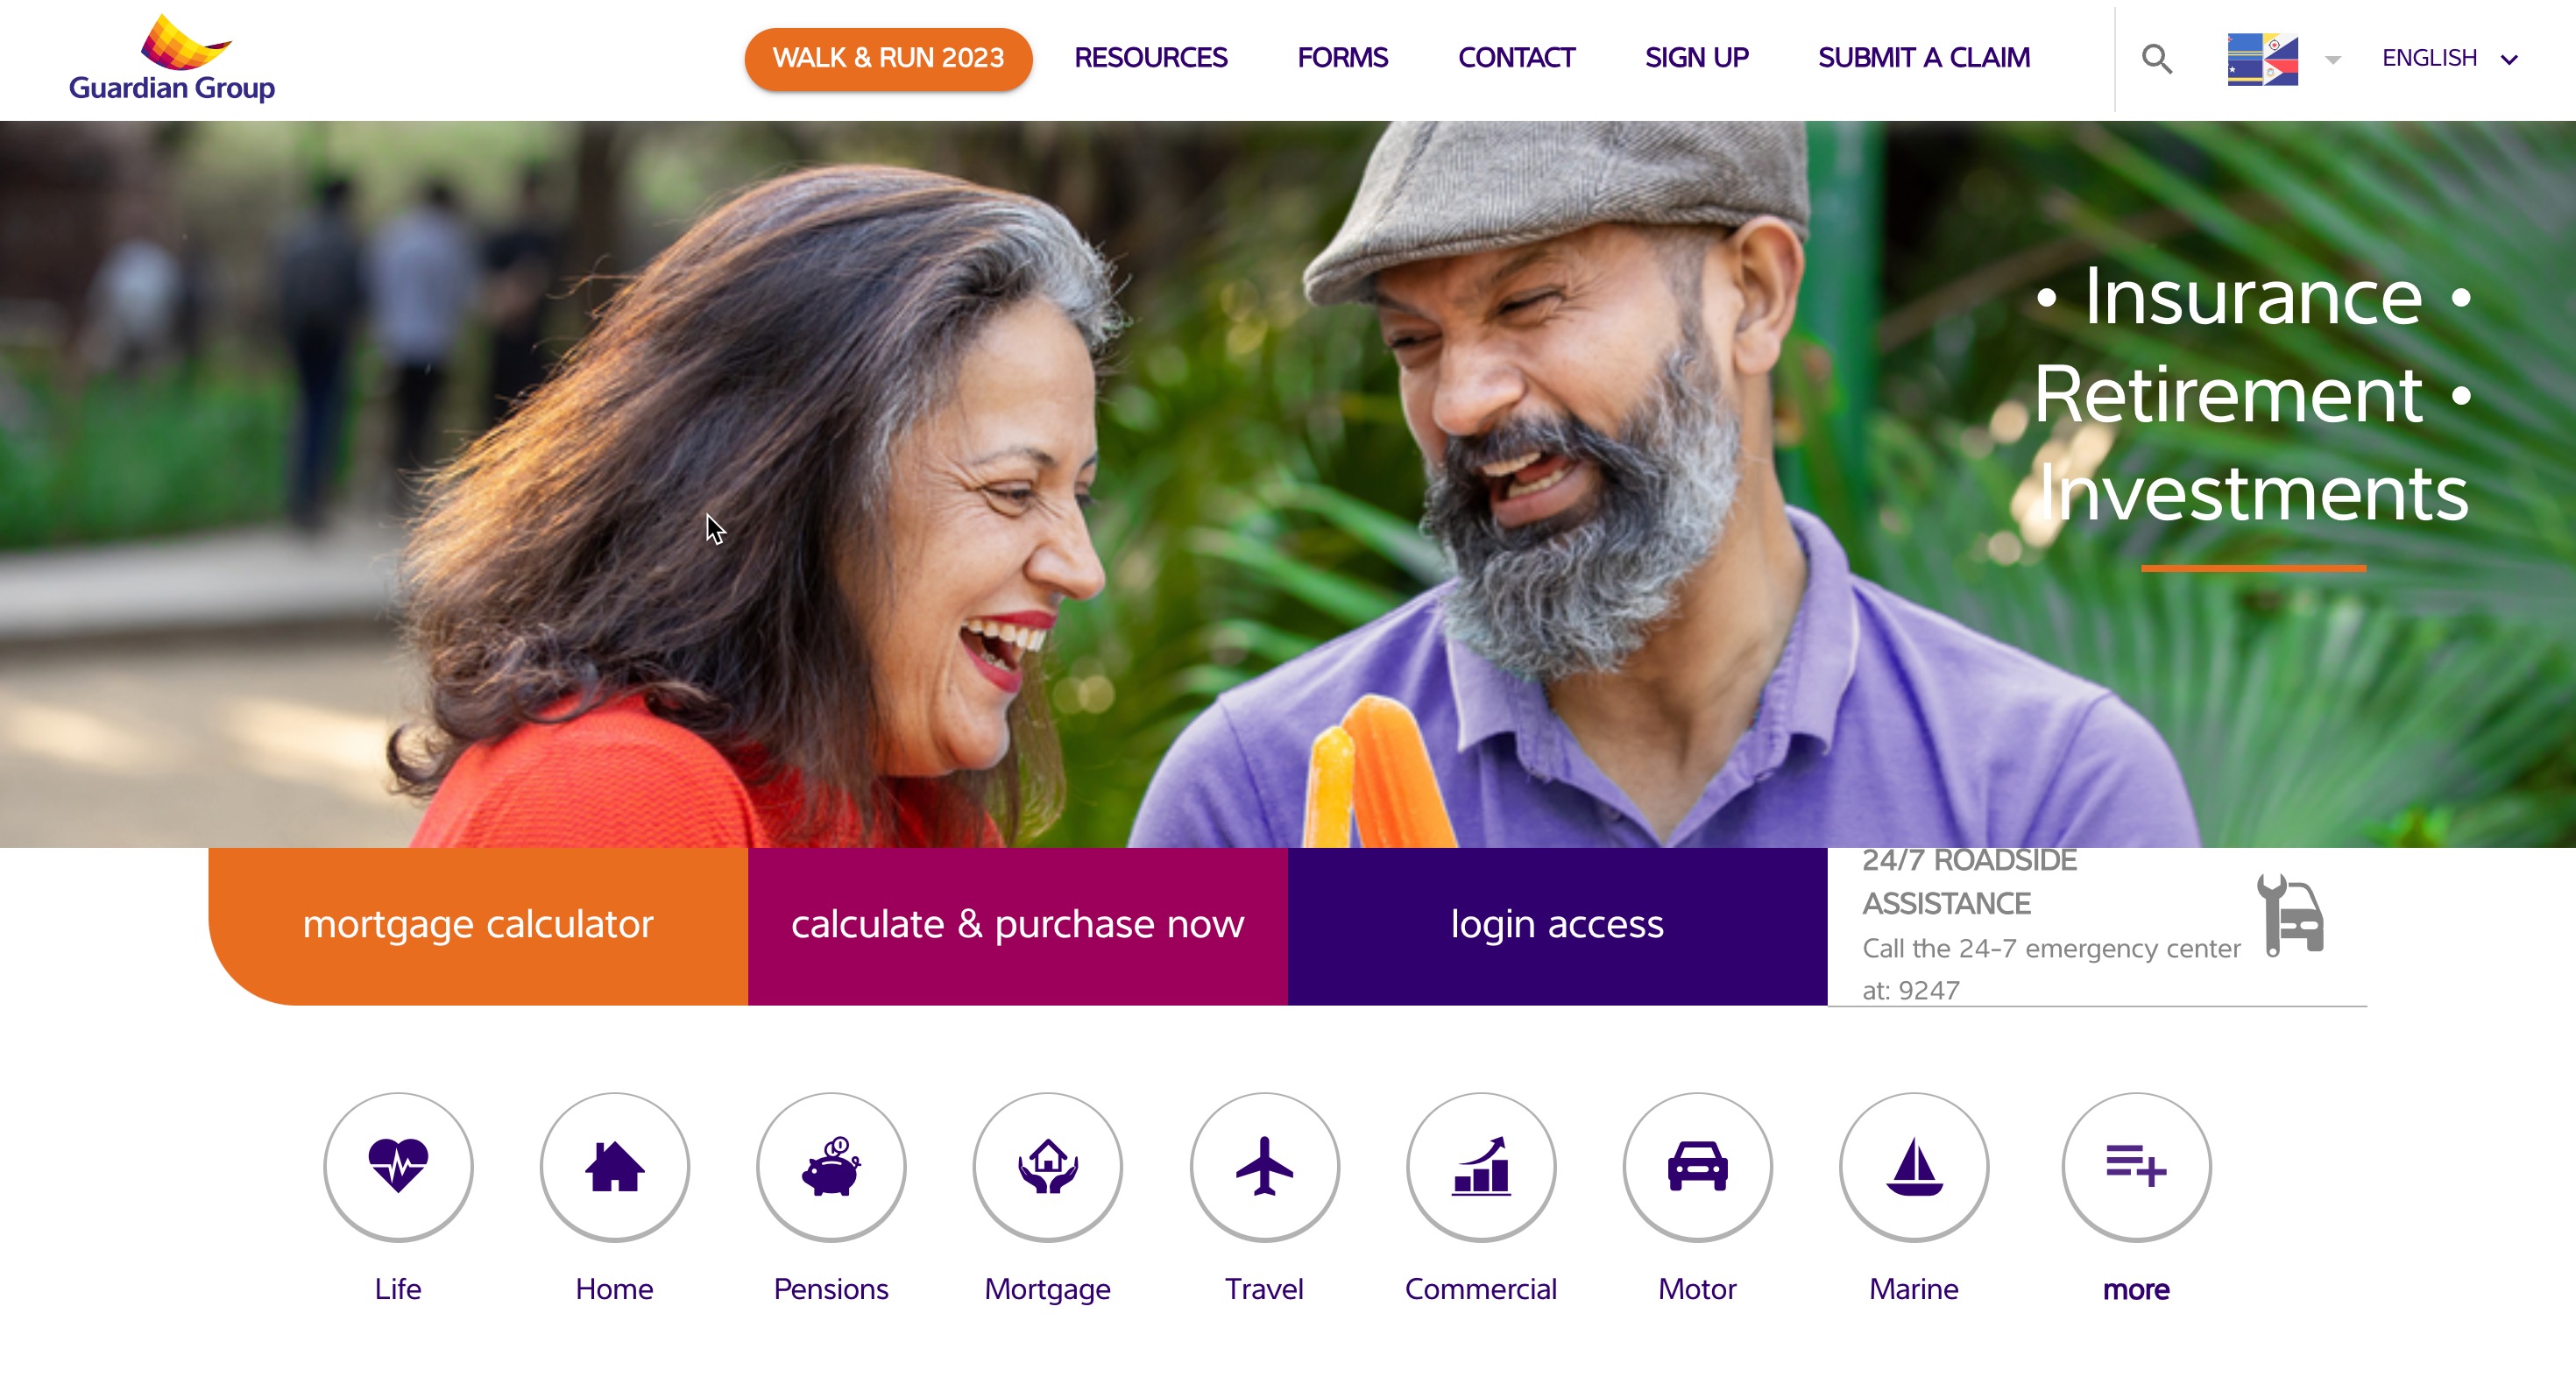 Guardian Group
WALK & RUN 2023
RESOURCES
FORMS
CONTACT
SIGN UP
SUBMIT A CLAIM
ENGLISH
• Insurance •
Retirement •
Investments
mortgage calculator
calculate & purchase now
login access
24/7 ROADSIDE
ASSISTANCE
Call the 24-7 emergency center
at: 9247
Life
Home
Pensions
Mortgage
Travel
Commercial
Motor
Marine
more